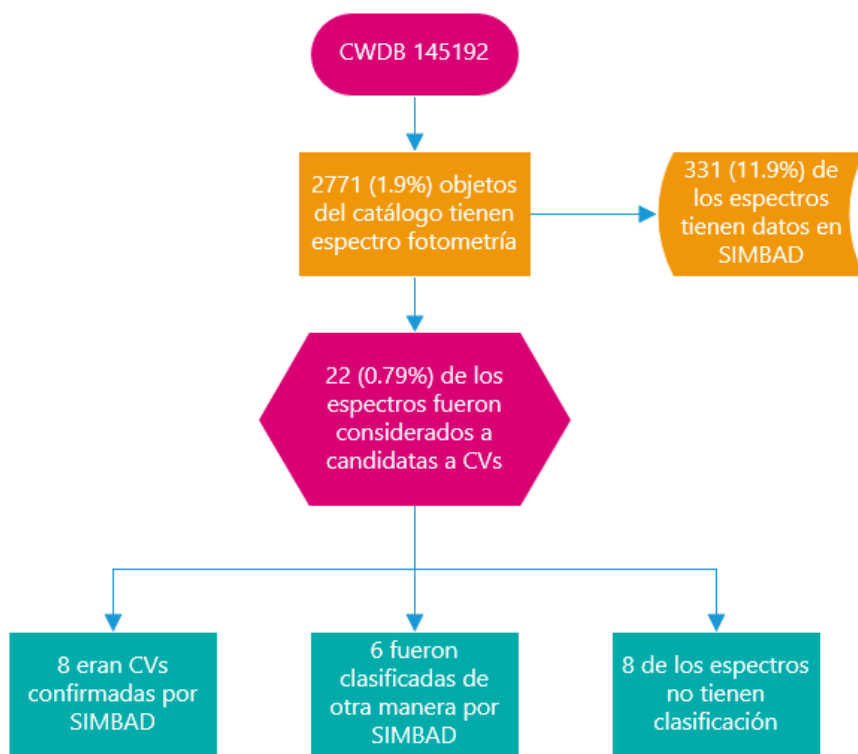 CWDB 145192
2771 (1.9%) objetos
del catálogo tienen
espectro fotometría
331 (11.9%) de
los espectros
tienen datos en
SIMBAD
22 (0.79%) de los
espectros fueron
considerados a
candidatas a CVs
8 eran CVs
confirmadas por
SIMBAD
6 fueron
clasificadas de
otra manera por
SIMBAD
8 de los espectros
no tienen
clasificación